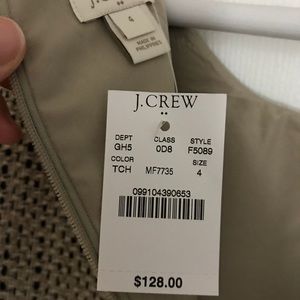 J.CREW
4
MADE IN
PHILIPPINES
J.CREW
DEPT CLASS STYLE
GH5 0D8 F5089
COLOR SIZE
TCH MF7735 4
099104390653
$128.00